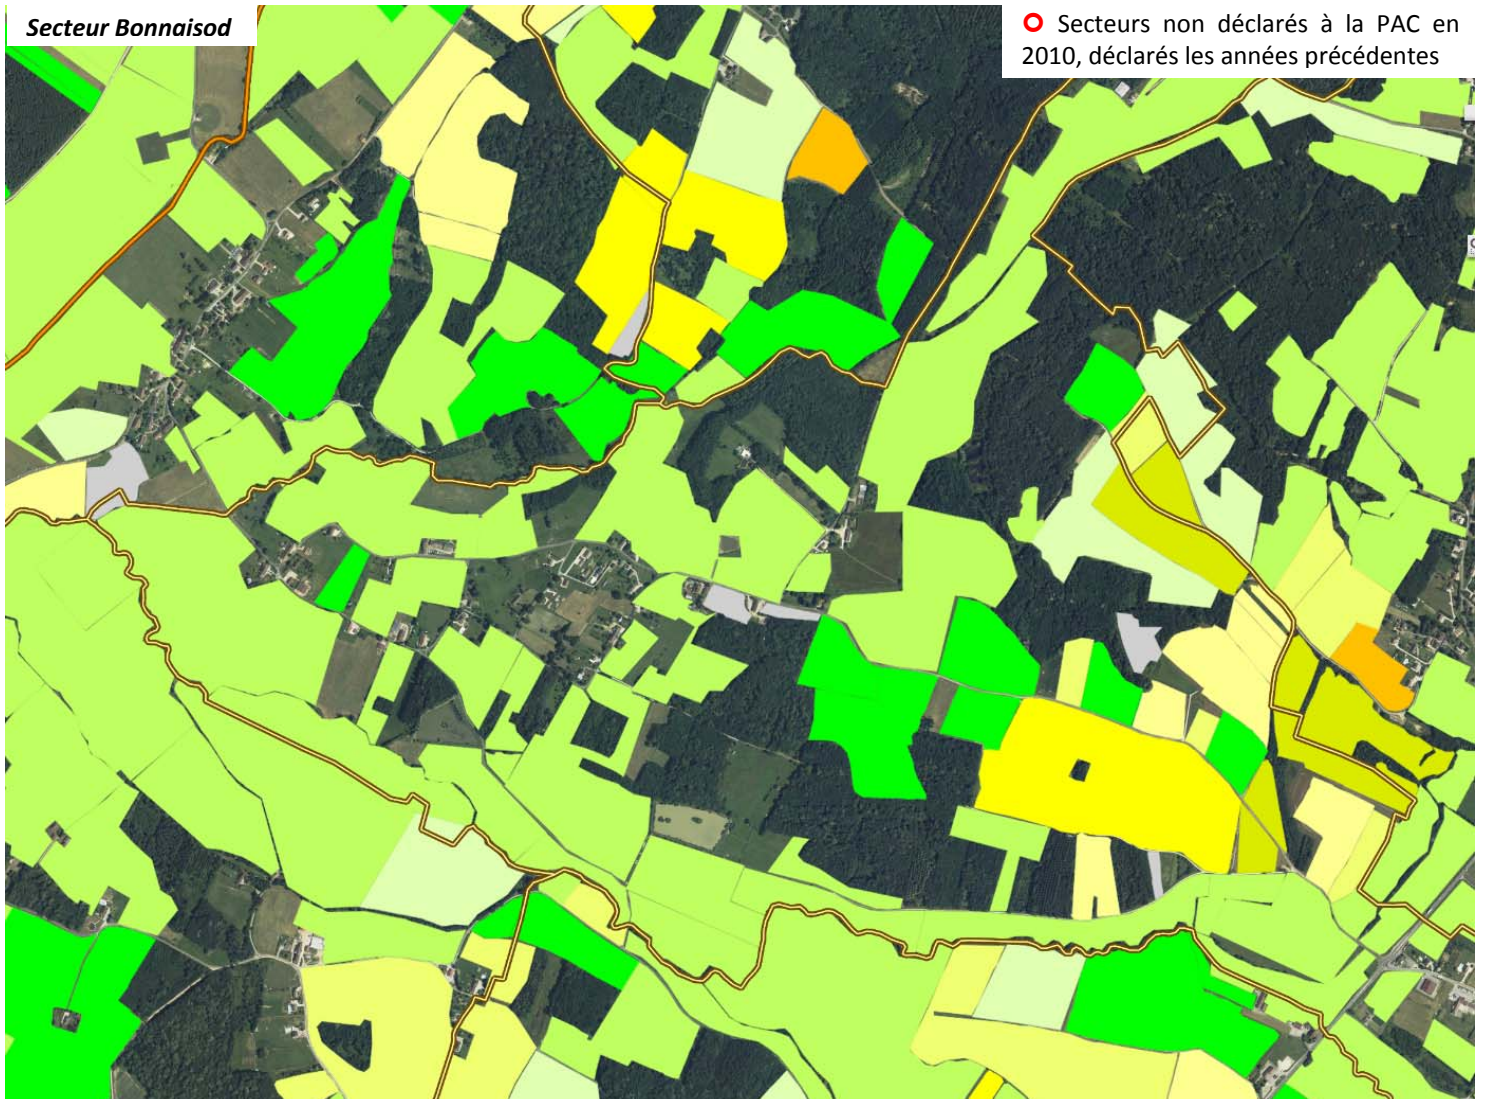 Secteur Bonnaisod
Secteurs non déclarés à la PAC en
2010, déclarés les années précédentes